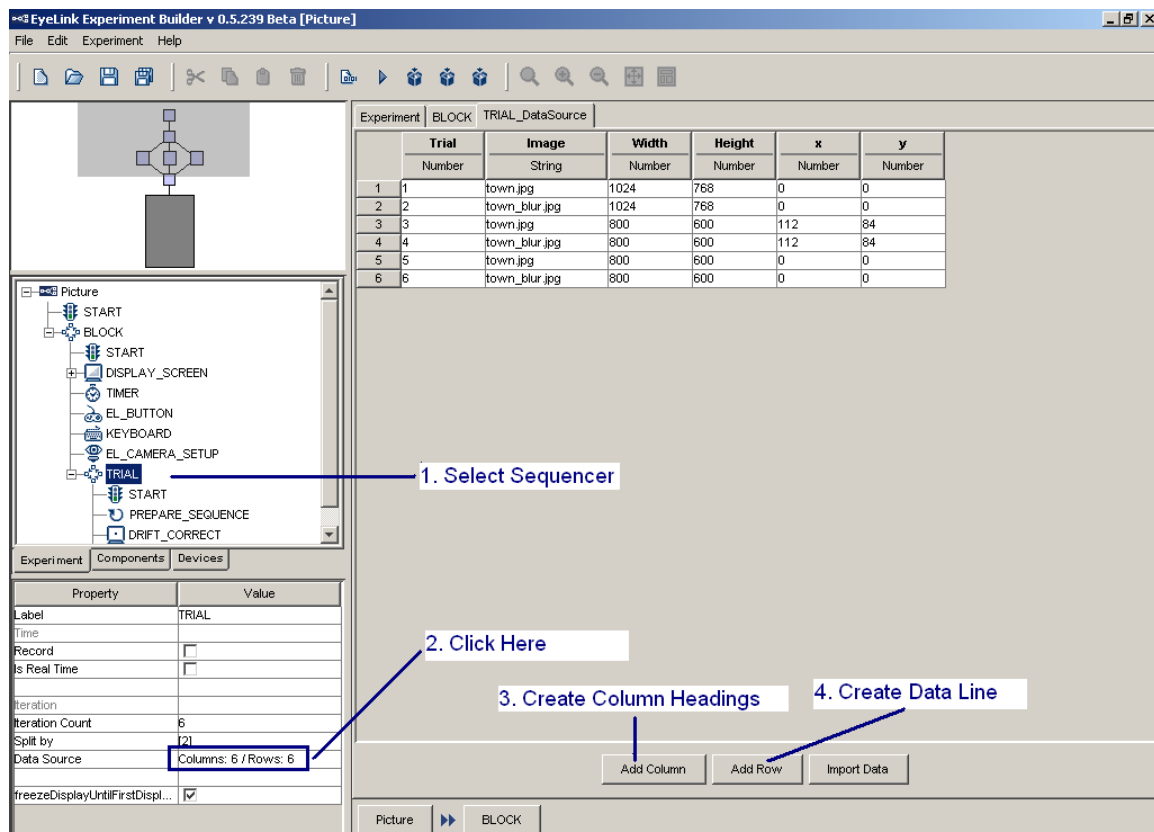 EyeLink Experiment Builder v 0.5.239 Beta [Picture]
File Edit Experiment Help
Experiment BLOCK TRIAL_DataSource
Trial Image Width Height x y
Number String Number Number Number Number
1 1 town.jpg 1024 768 0 0
2 2 town_blur.jpg 1024 768 0 0
3 3 town.jpg 800 600 112 84
4 4 town_blur.jpg 800 600 112 84
5 5 town.jpg 800 600 0 0
6 6 town_blur.jpg 800 600 0 0
Picture
START
BLOCK
START
DISPLAY_SCREEN
TIMER
EL_BUTTON
KEYBOARD
EL_CAMERA_SETUP
TRIAL
1. Select Sequencer
START
PREPARE_SEQUENCE
DRIFT_CORRECT
Experiment Components Devices
Property Value
Label TRIAL
Time
Record
Is Real Time
Iteration
Iteration Count 6
Split by [2]
Data Source Columns: 6 / Rows: 6
freezeDisplayUntilFirstDispl...
2. Click Here
3. Create Column Headings
4. Create Data Line
Add Column Add Row Import Data
Picture BLOCK